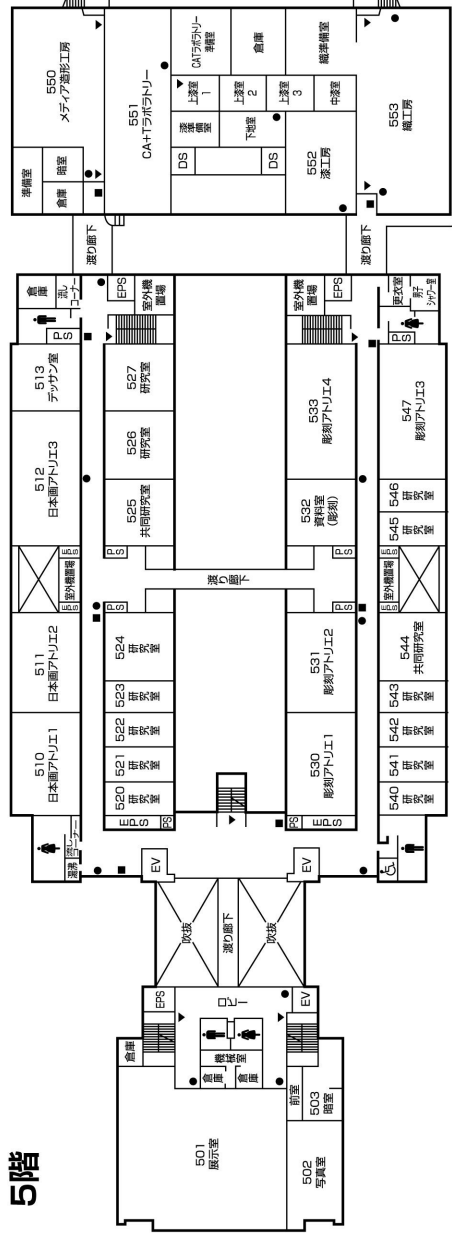 5階
550
メディア造形工房
準備室
暗室
倉庫
551
CA+Tラボラトリー
CATラボラトリー
準備室
倉庫
織準備室
上漆室
1
上漆室
2
上漆室
3
中漆室
漆
準備室
下地室
DS
DS
552
漆工房
553
織工房
渡り廊下
渡り廊下
倉庫
流し
コーナー
PS
EPS
室外機
置場
室外機
置場
EPS
更衣室
男子
シャワー室
PS
513
デッサン室
512
日本画アトリエ3
EPS
室外機置場
EPS
511
日本画アトリエ2
510
日本画アトリエ1
流し
コーナー
湯沸
527
研究室
526
研究室
525
共同研究室
PS
PS
524
研究室
523
研究室
522
研究室
521
研究室
520
研究室
EPS
PS
渡り廊下
533
彫刻アトリエ4
532
資料室
(彫刻)
PS
PS
531
彫刻アトリエ2
530
彫刻アトリエ1
PS
EPS
547
彫刻アトリエ3
546
研究室
545
研究室
EPS
室外機置場
EPS
544
共同研究室
543
研究室
542
研究室
541
研究室
540
研究室
EV
EV
吹抜
渡り廊下
吹抜
EPS
ロビー
EV
倉庫
機械室
倉庫
倉庫
前室
503
暗室
501
展示室
502
写真室